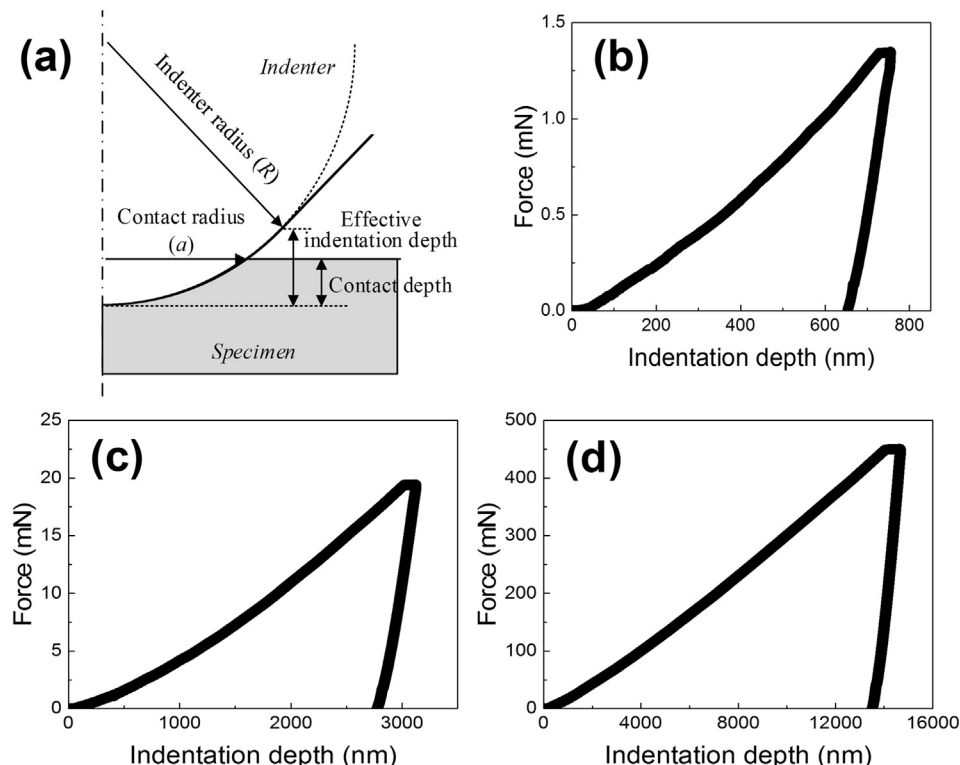 (a)
Indenter
Indenter radius (R)
Contact radius
(a)
Effective
indentation depth
Contact depth
Specimen
(b)
Force (mN)
1.5
1.0
0.5
0.0
0 200 400 600 800
Indentation depth (nm)
(c)
Force (mN)
25
20
15
10
5
0
0 1000 2000 3000
Indentation depth (nm)
(d)
Force (mN)
500
400
300
200
100
0
0 4000 8000 12000 16000
Indentation depth (nm)